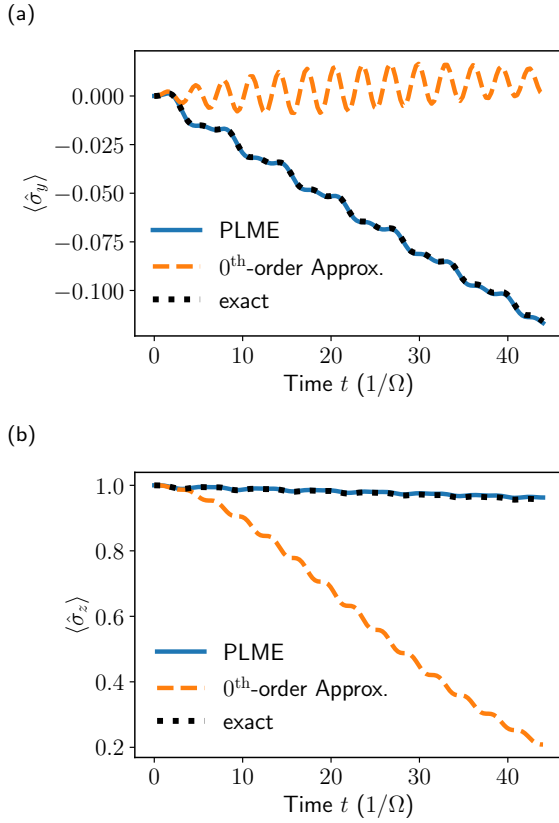 (a)
0.000
−0.025
−0.050
−0.075
−0.100
⟨σ̂y⟩
PLME
0th-order Approx.
exact
0 10 20 30 40
Time t (1/Ω)
(b)
1.0
0.8
0.6
0.4
0.2
⟨σ̂z⟩
PLME
0th-order Approx.
exact
0 10 20 30 40
Time t (1/Ω)